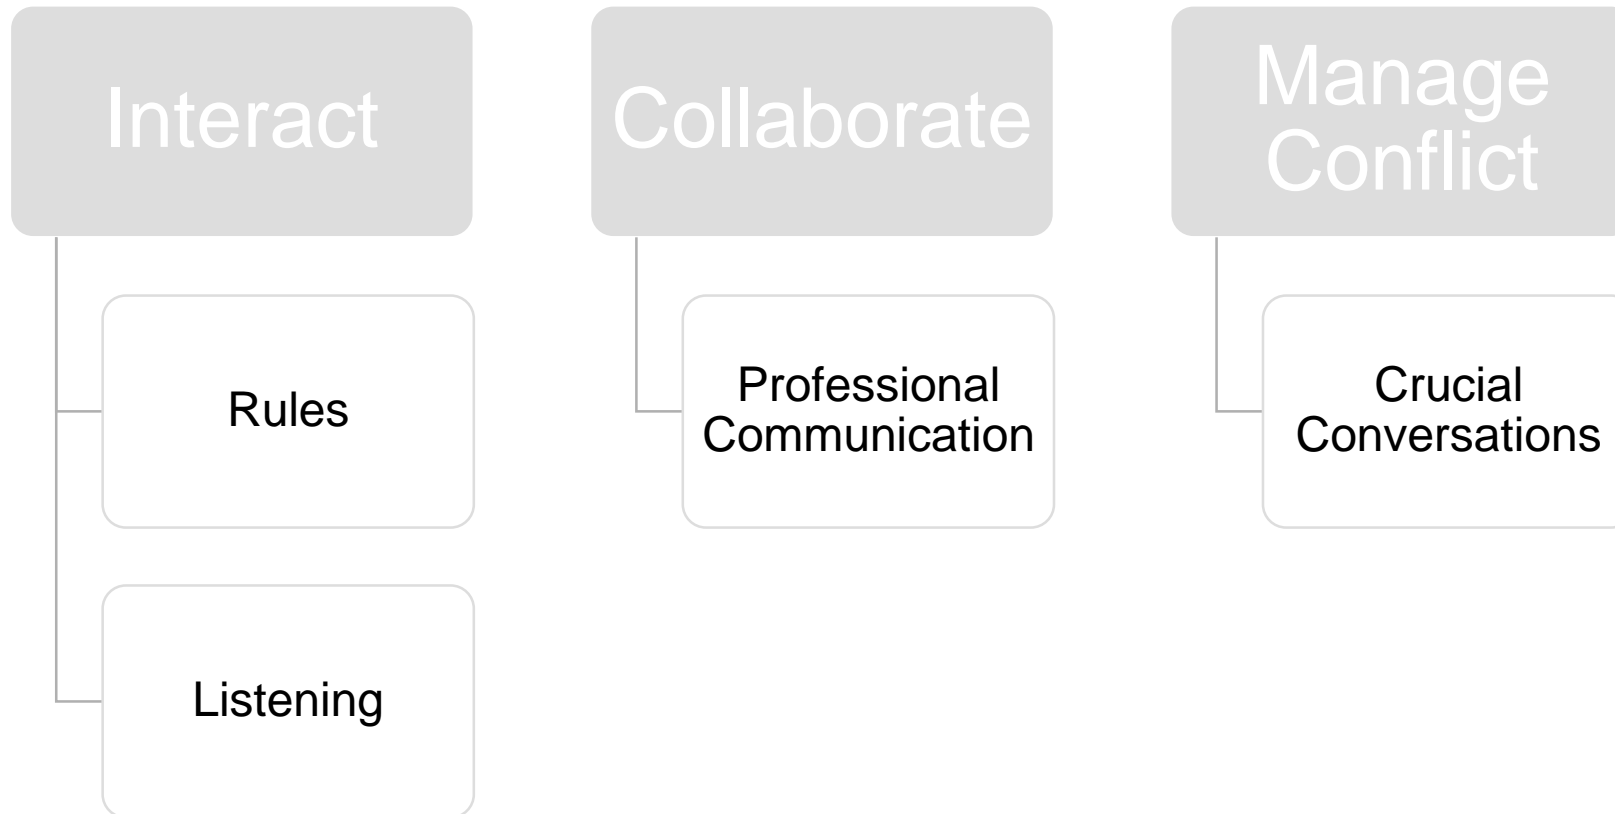 Interact
Rules
Listening
Collaborate
Professional
Communication
Manage
Conflict
Crucial
Conversations